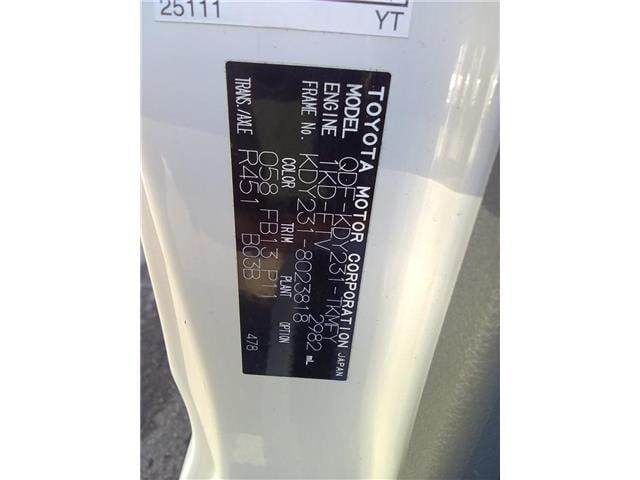 25111
YT
TOYOTA MOTOR CORPORATION JAPAN
MODEL QDF-KDY231-TKMFY
ENGINE 1KD-FTV 2982 mL
FRAME No. KDY231-8023818
COLOR TRIM PLANT OPTION
058 FB13 P11
TRANS./AXLE R451 B03B
478